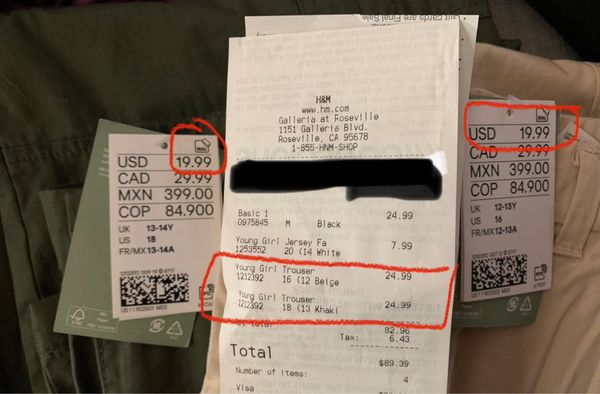 USD 19.99
CAD 29.99
MXN 399.00
COP 84.900
UK 13-14Y
US 18
FR/MX 13-14A
FSC
H&M
www.hm.com
Galleria at Roseville
1151 Galleria Blvd.
Roseville, CA 95678
1-855-HNM-SHOP
Basic 1 24.99
0975845 M Black
Young Girl Jersey Fa 7.99
1253552 20 (14 White
Young Girl Trouser 24.99
1212392 16 (12 Beige
Young Girl Trouser 24.99
1212392 18 (13 Khaki
82.96
Tax: 6.43
Total $89.39
Number of items: 4
Visa
USD 19.99
CAD 29.99
MXN 399.00
COP 84.900
UK 12-13Y
US 16
FR/MX 12-13A